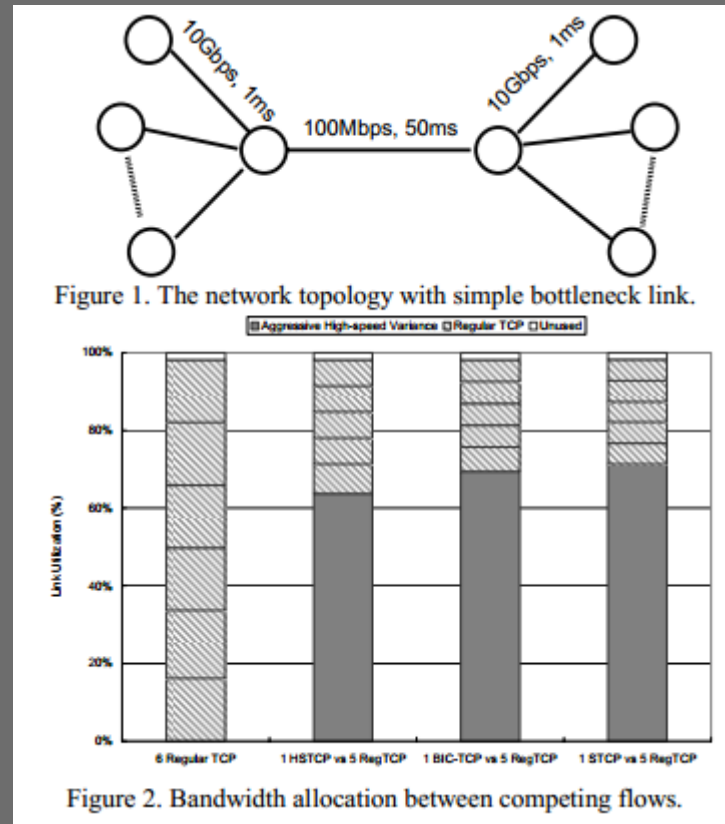 10Gbps, 1ms
10Gbps, 1ms
100Mbps, 50ms
Figure 1. The network topology with simple bottleneck link.
Aggressive High-speed Variance Regular TCP Unused
100%
80%
60%
40%
20%
0%
Link Utilization (%)
6 Regular TCP 1 HSTCP vs 5 RegTCP 1 BIC-TCP vs 5 RegTCP 1 STCP vs 5 RegTCP
Figure 2. Bandwidth allocation between competing flows.